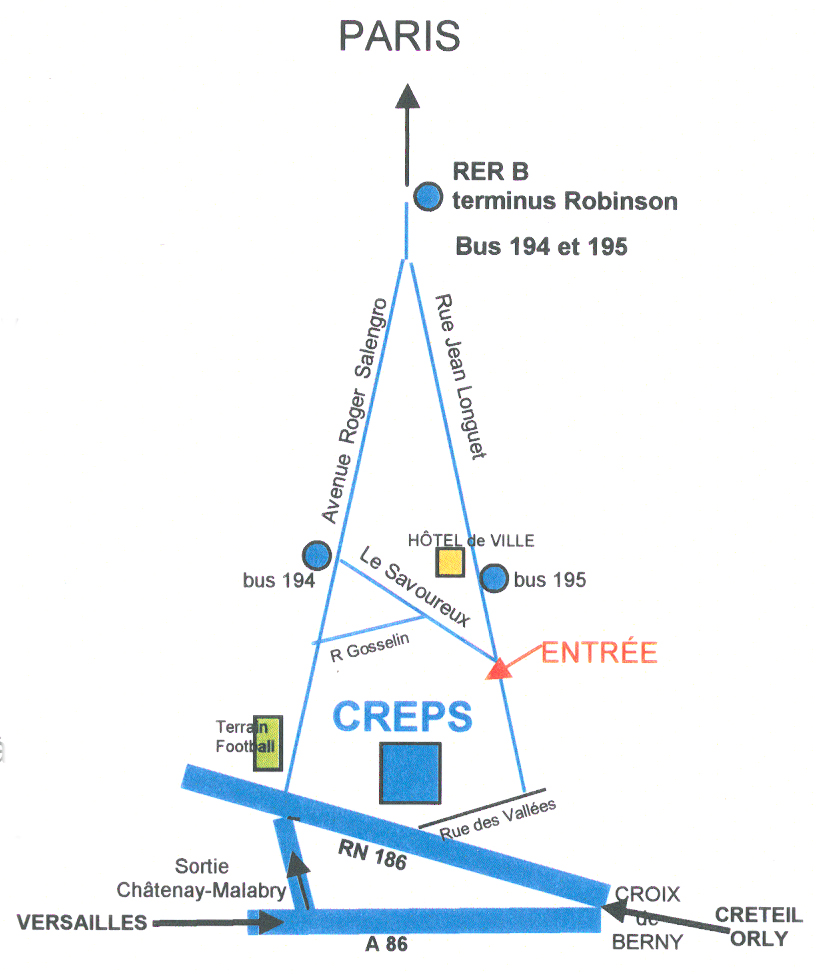 PARIS
RER B
terminus Robinson
Bus 194 et 195
Avenue Roger Salengro
Rue Jean Longuet
HÔTEL de VILLE
bus 194
Le Savoureux
bus 195
R Gosselin
ENTRÉE
CREPS
Terrain
Football
Rue des Vallées
RN 186
Sortie
Châtenay-Malabry
CROIX
de
BERNY
VERSAILLES
CRETEIL
ORLY
A 86